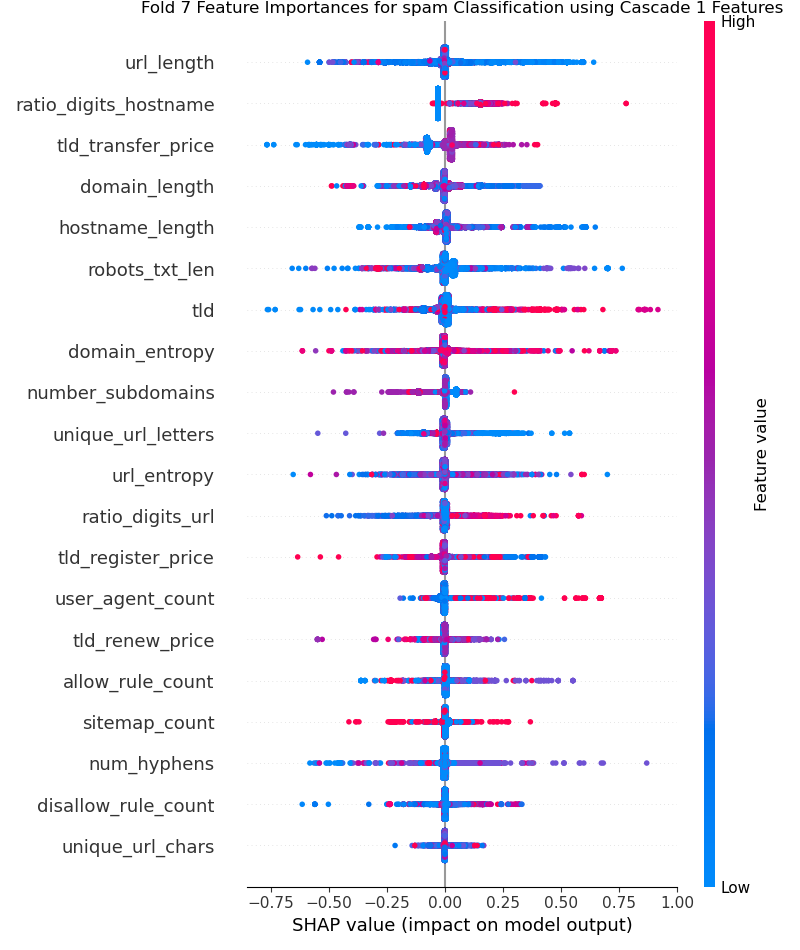 Fold 7 Feature Importances for spam Classification using Cascade 1 Features
High
url_length
ratio_digits_hostname
tld_transfer_price
domain_length
hostname_length
robots_txt_len
tld
domain_entropy
number_subdomains
unique_url_letters
url_entropy
ratio_digits_url
tld_register_price
user_agent_count
tld_renew_price
allow_rule_count
sitemap_count
num_hyphens
disallow_rule_count
unique_url_chars
Feature value
Low
−0.75 −0.50 −0.25 0.00 0.25 0.50 0.75 1.00
SHAP value (impact on model output)